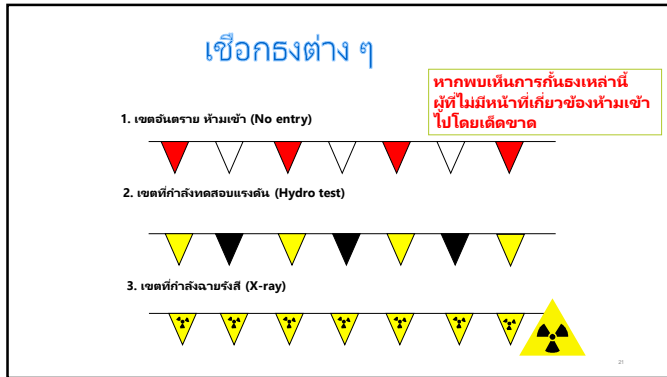 เชือกธงต่าง ๆ
หากพบเห็นการกั้นธงเหล่านี้
ผู้ที่ไม่มีหน้าที่เกี่ยวข้องห้ามเข้า
ไปโดยเด็ดขาด
1. เขตอันตราย ห้ามเข้า (No entry)
2. เขตที่กำลังทดสอบแรงดัน (Hydro test)
3. เขตที่กำลังฉายรังสี (X-ray)